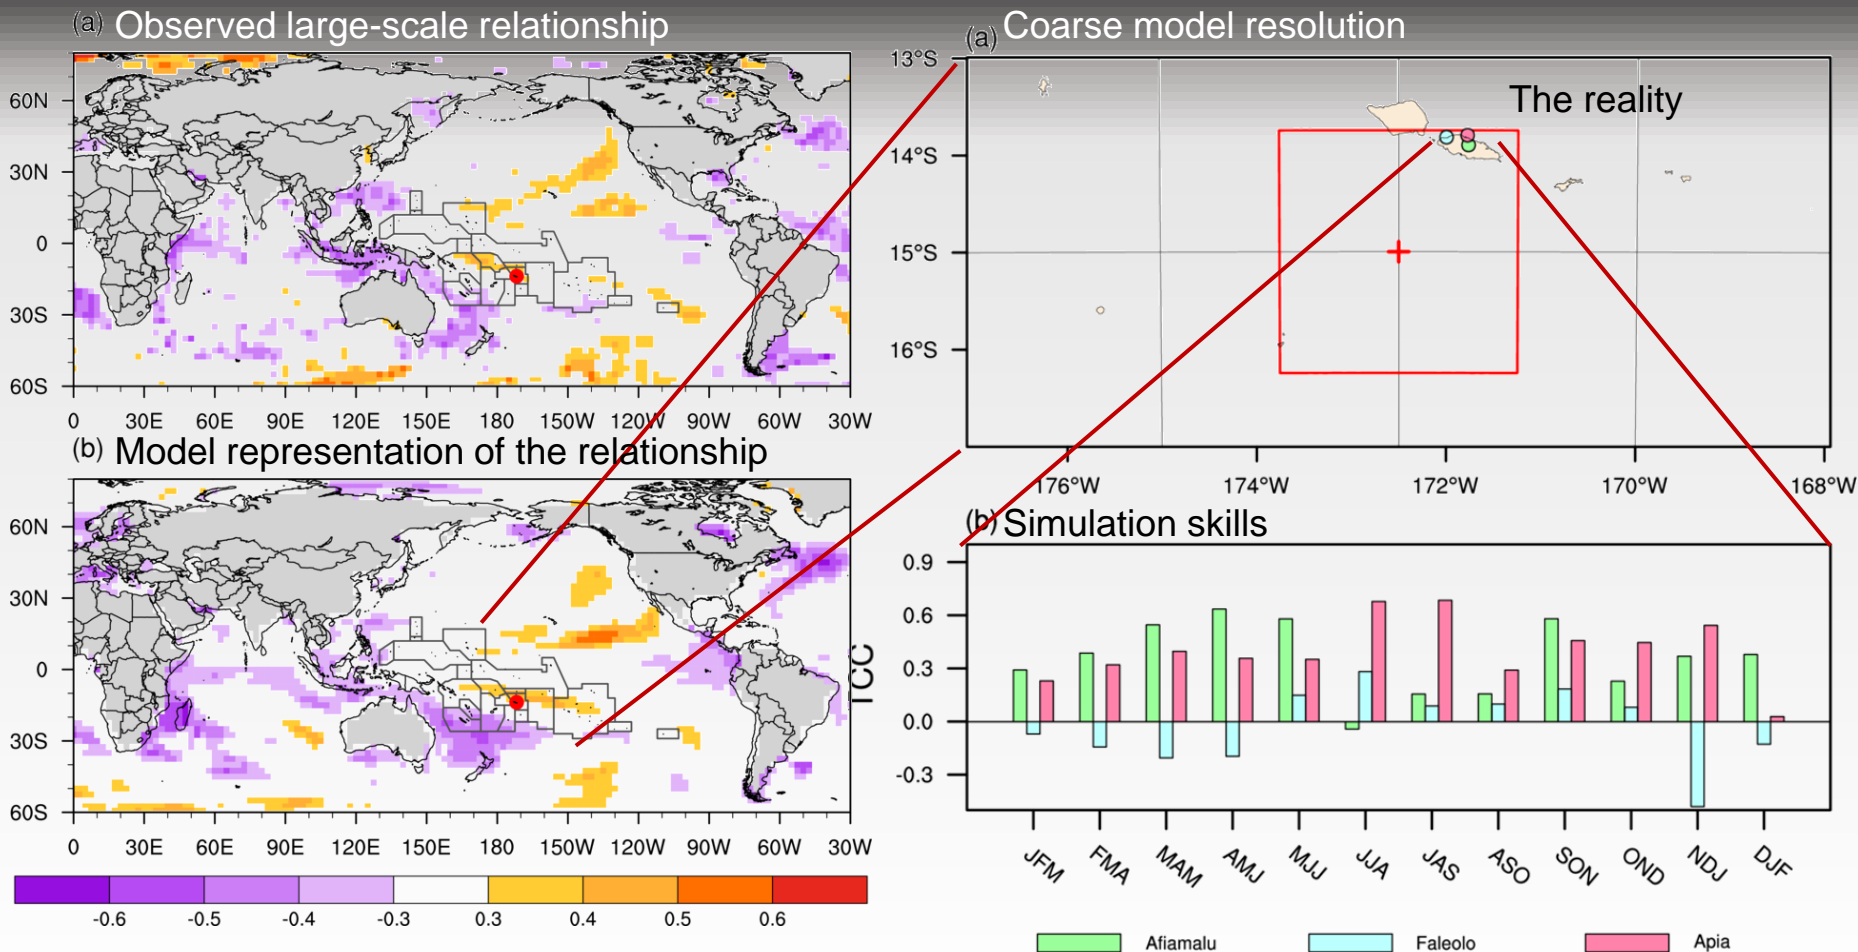 (a) Observed large-scale relationship
60N
30N
0
30S
60S
0 30E 60E 90E 120E 150E 180 150W 120W 90W 60W 30W
(b) Model representation of the relationship
60N
30N
0
30S
60S
0 30E 60E 90E 120E 150E 180 150W 120W 90W 60W 30W
-0.6 -0.5 -0.4 -0.3 0.3 0.4 0.5 0.6
(a) Coarse model resolution
The reality
13°S
14°S
15°S
16°S
176°W 174°W 172°W 170°W 168°W
(b) Simulation skills
TCC
0.9
0.6
0.3
0.0
-0.3
JFM FMA MAM AMJ MJJ JJA JAS ASO SON OND NDJ DJF
Afiamalu Faleolo Apia